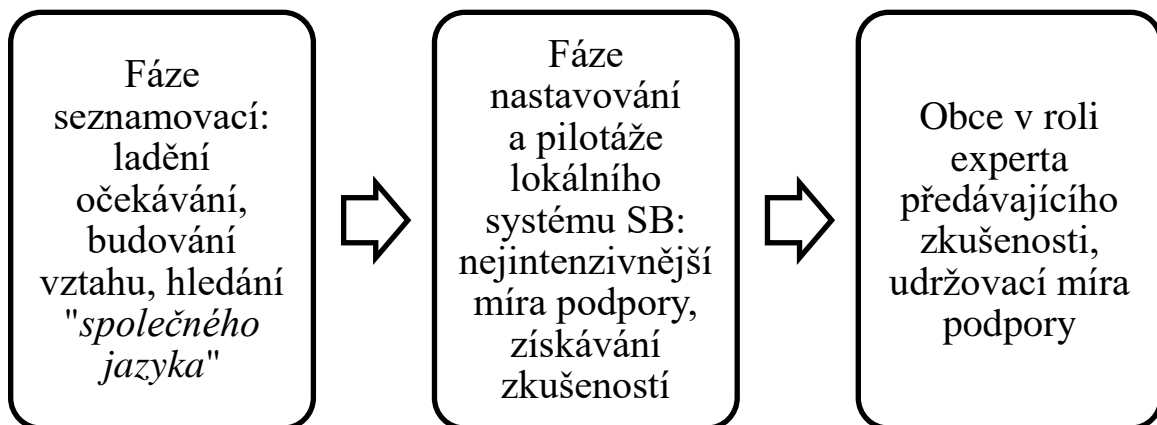 Fáze
seznamovací:
ladění
očekávání,
budování
vztahu, hledání
"společného
jazyka"
Fáze
nastavování
a pilotáže
lokálního
systému SB:
nejintenzivnější
míra podpory,
získávání
zkušeností
Obce v roli
experta
předávajícího
zkušenosti,
udržovací míra
podpory